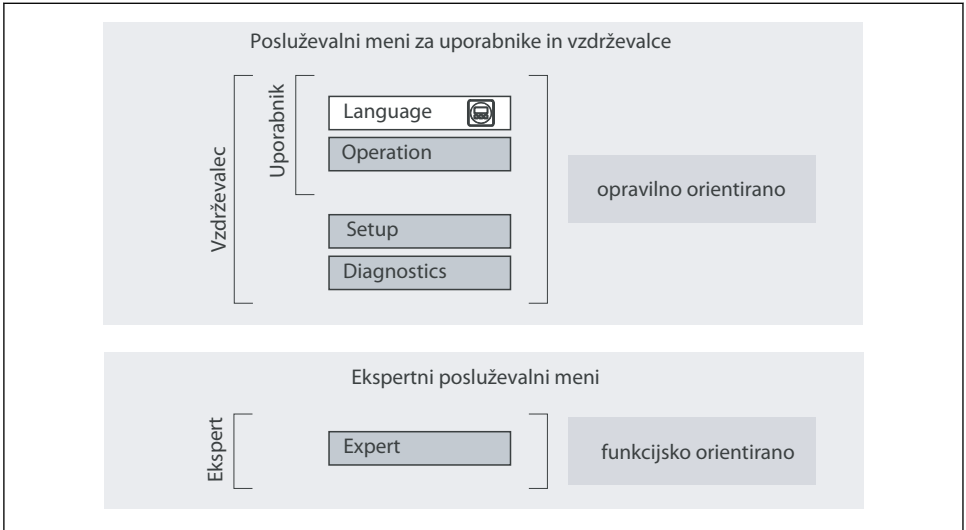 Posluževalni meni za uporabnike in vzdrževalce
Vzdrževalec
Uporabnik
Language
Operation
Setup
Diagnostics
opravilno orientirano
Ekspertni posluževalni meni
Ekspert
Expert
funkcijsko orientirano